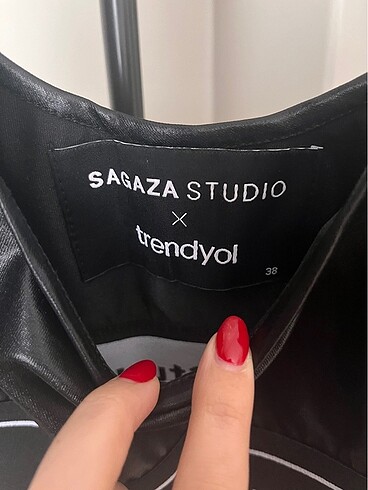 SAGAZA STUDIO
×
trendyol
38